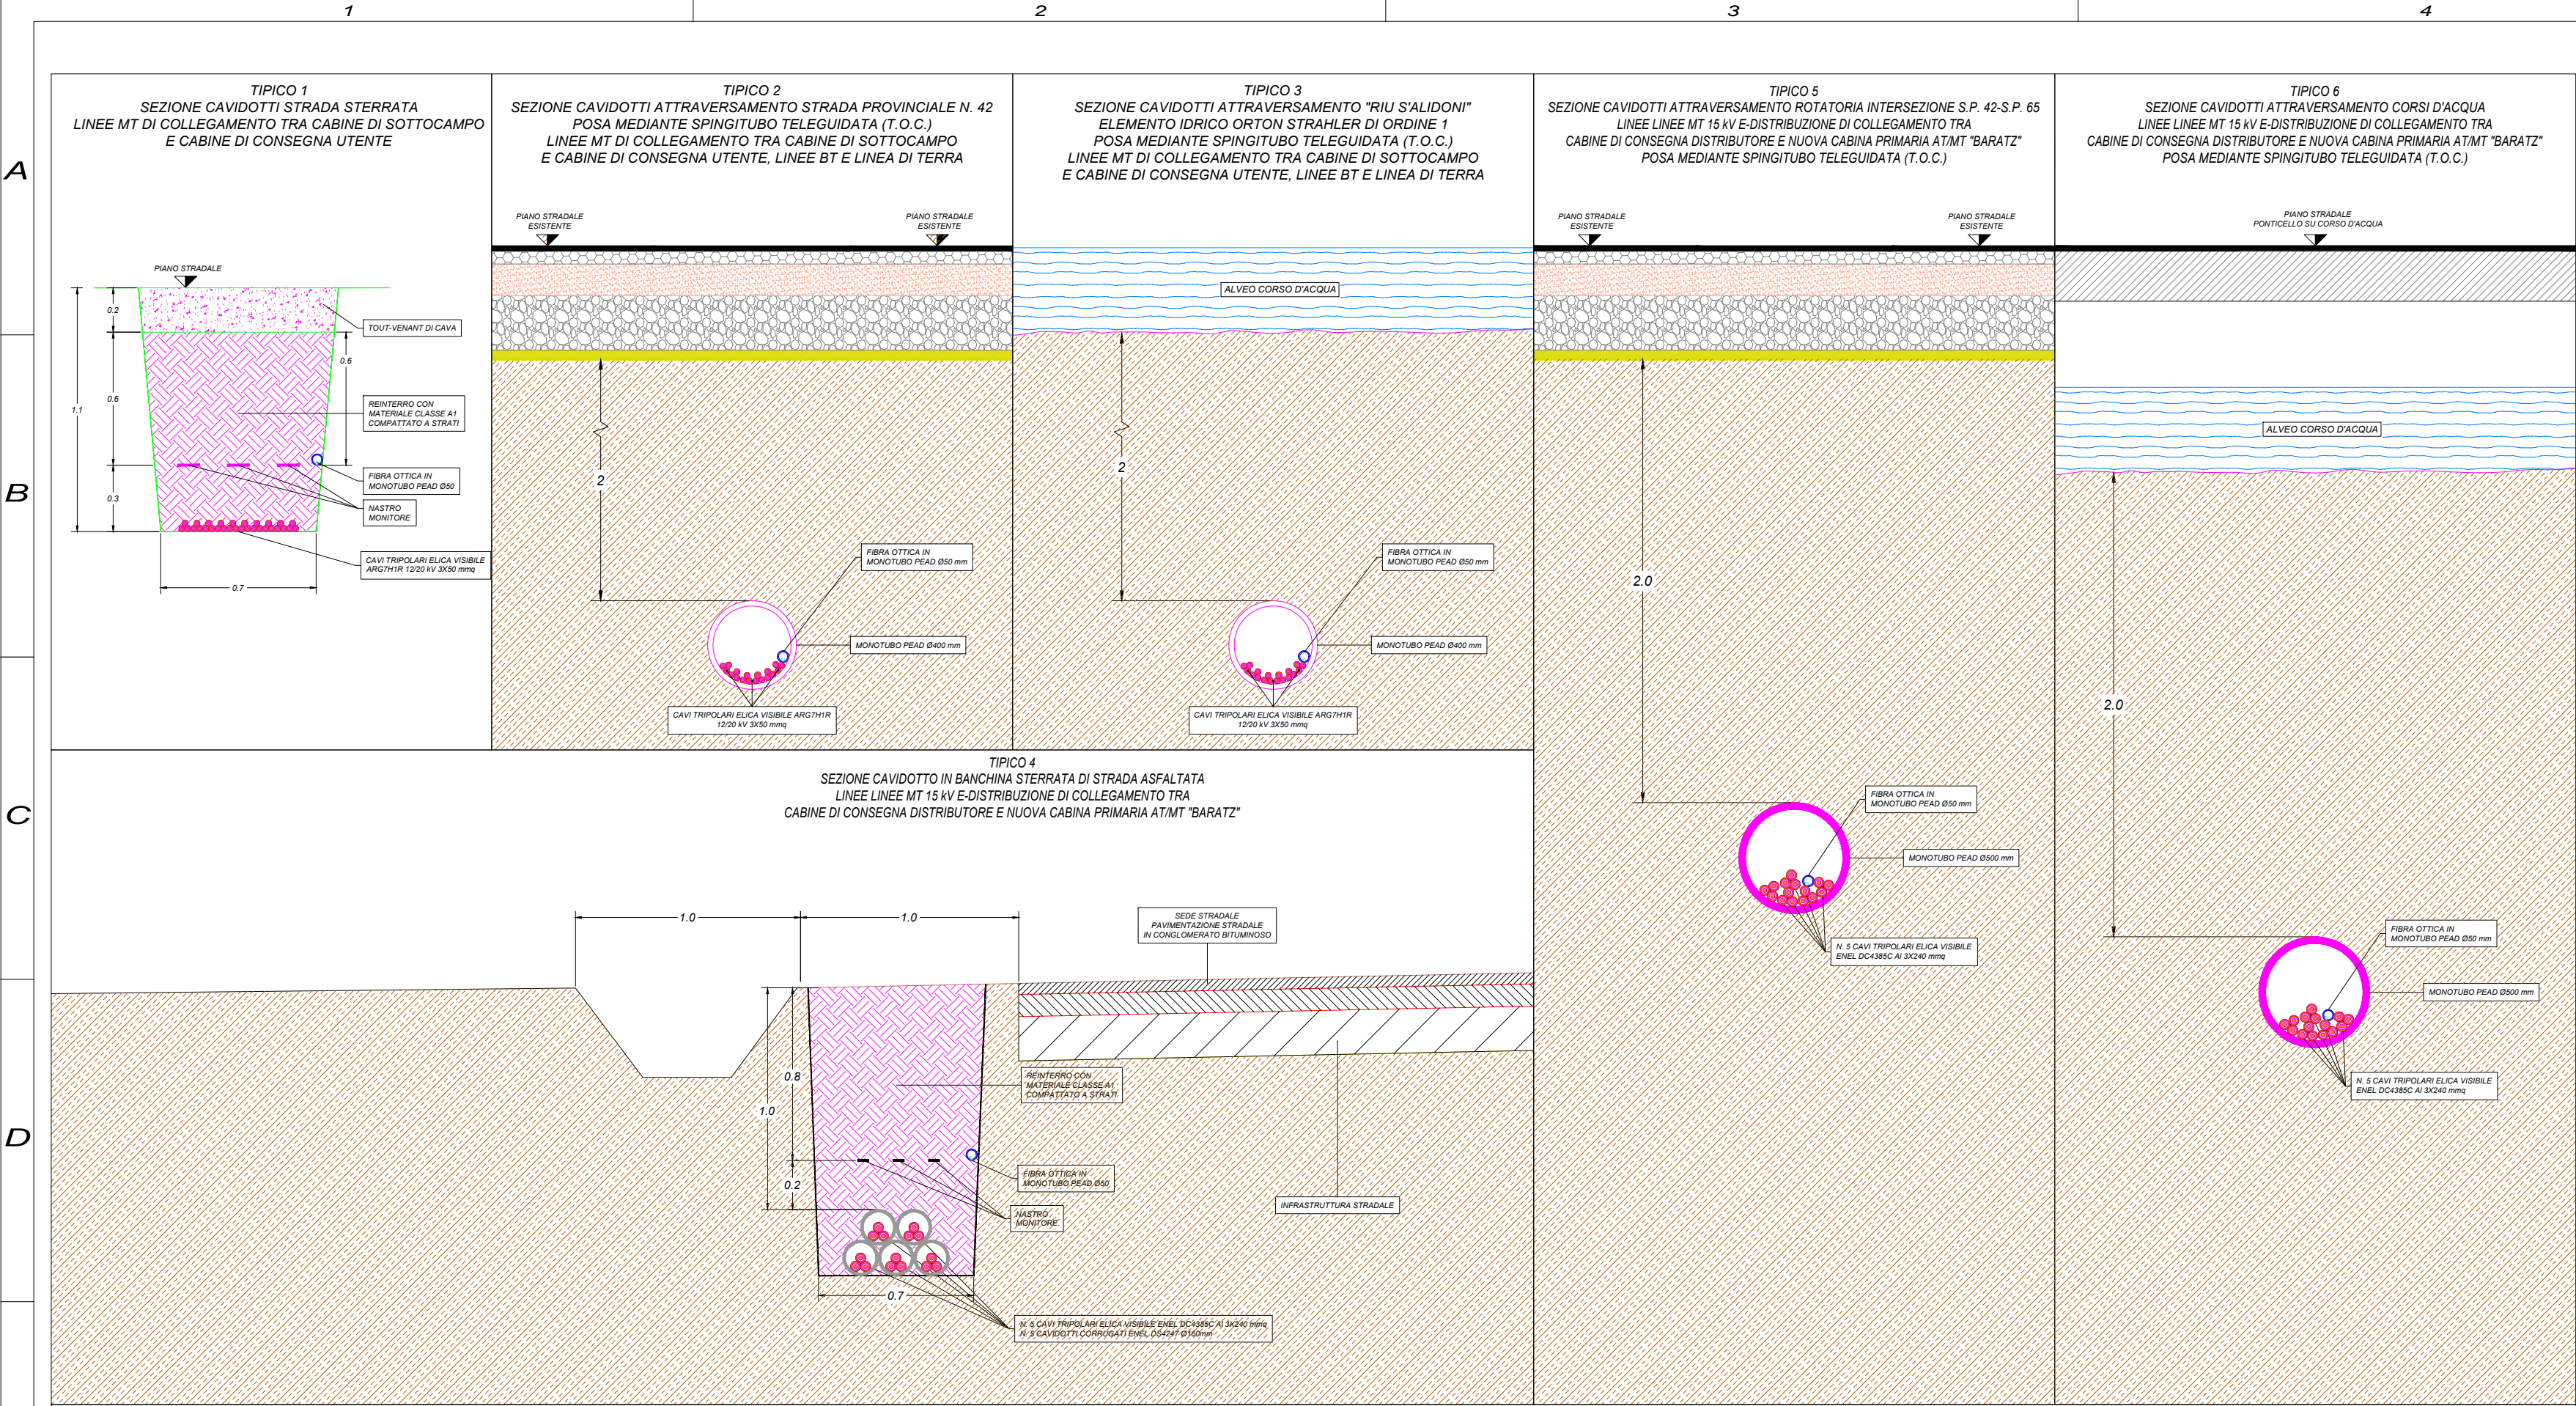 1
2
3
4
A
B
C
D
TIPICO 1
SEZIONE CAVIDOTTI STRADA STERRATA
LINEE MT DI COLLEGAMENTO TRA CABINE DI SOTTOCAMPO
E CABINE DI CONSEGNA UTENTE
PIANO STRADALE
0.2
0.6
1.1
0.6
0.3
0.7
TOUT-VENANT DI CAVA
REINTERRO CON
MATERIALE CLASSE A1
COMPATTATO A STRATI
FIBRA OTTICA IN
MONOTUBO PEAD Ø50
NASTRO
MONITORE
CAVI TRIPOLARI ELICA VISIBILE
ARG7H1R 12/20 kV 3X50 mmq
TIPICO 2
SEZIONE CAVIDOTTI ATTRAVERSAMENTO STRADA PROVINCIALE N. 42
POSA MEDIANTE SPINGITUBO TELEGUIDATA (T.O.C.)
LINEE MT DI COLLEGAMENTO TRA CABINE DI SOTTOCAMPO
E CABINE DI CONSEGNA UTENTE, LINEE BT E LINEA DI TERRA
PIANO STRADALE
ESISTENTE
PIANO STRADALE
ESISTENTE
2
FIBRA OTTICA IN
MONOTUBO PEAD Ø50 mm
MONOTUBO PEAD Ø400 mm
CAVI TRIPOLARI ELICA VISIBILE ARG7H1R
12/20 kV 3X50 mmq
TIPICO 3
SEZIONE CAVIDOTTI ATTRAVERSAMENTO "RIU S'ALIDONI"
ELEMENTO IDRICO ORTON STRAHLER DI ORDINE 1
POSA MEDIANTE SPINGITUBO TELEGUIDATA (T.O.C.)
LINEE MT DI COLLEGAMENTO TRA CABINE DI SOTTOCAMPO
E CABINE DI CONSEGNA UTENTE, LINEE BT E LINEA DI TERRA
ALVEO CORSO D'ACQUA
2
FIBRA OTTICA IN
MONOTUBO PEAD Ø50 mm
MONOTUBO PEAD Ø400 mm
CAVI TRIPOLARI ELICA VISIBILE ARG7H1R
12/20 kV 3X50 mmq
TIPICO 5
SEZIONE CAVIDOTTI ATTRAVERSAMENTO ROTATORIA INTERSEZIONE S.P. 42-S.P. 65
LINEE LINEE MT 15 kV E-DISTRIBUZIONE DI COLLEGAMENTO TRA
CABINE DI CONSEGNA DISTRIBUTORE E NUOVA CABINA PRIMARIA AT/MT "BARATZ"
POSA MEDIANTE SPINGITUBO TELEGUIDATA (T.O.C.)
PIANO STRADALE
ESISTENTE
PIANO STRADALE
ESISTENTE
2.0
FIBRA OTTICA IN
MONOTUBO PEAD Ø50 mm
MONOTUBO PEAD Ø500 mm
N. 5 CAVI TRIPOLARI ELICA VISIBILE
ENEL DC4385C Al 3X240 mmq
TIPICO 6
SEZIONE CAVIDOTTI ATTRAVERSAMENTO CORSI D'ACQUA
LINEE LINEE MT 15 kV E-DISTRIBUZIONE DI COLLEGAMENTO TRA
CABINE DI CONSEGNA DISTRIBUTORE E NUOVA CABINA PRIMARIA AT/MT "BARATZ"
POSA MEDIANTE SPINGITUBO TELEGUIDATA (T.O.C.)
PIANO STRADALE
PONTICELLO SU CORSO D'ACQUA
ALVEO CORSO D'ACQUA
2.0
FIBRA OTTICA IN
MONOTUBO PEAD Ø50 mm
MONOTUBO PEAD Ø500 mm
N. 5 CAVI TRIPOLARI ELICA VISIBILE
ENEL DC4385C Al 3X240 mmq
TIPICO 4
SEZIONE CAVIDOTTO IN BANCHINA STERRATA DI STRADA ASFALTATA
LINEE LINEE MT 15 kV E-DISTRIBUZIONE DI COLLEGAMENTO TRA
CABINE DI CONSEGNA DISTRIBUTORE E NUOVA CABINA PRIMARIA AT/MT "BARATZ"
1.0
1.0
SEDE STRADALE
PAVIMENTAZIONE STRADALE
IN CONGLOMERATO BITUMINOSO
0.8
1.0
0.2
0.7
REINTERRO CON
MATERIALE CLASSE A1
COMPATTATO A STRATI
FIBRA OTTICA IN
MONOTUBO PEAD Ø50
NASTRO
MONITORE
INFRASTRUTTURA STRADALE
N. 5 CAVI TRIPOLARI ELICA VISIBILE ENEL DC4385C Al 3X240 mmq
N. 5 CAVIDOTTI CORRUGATI ENEL DS4247 Ø160mm